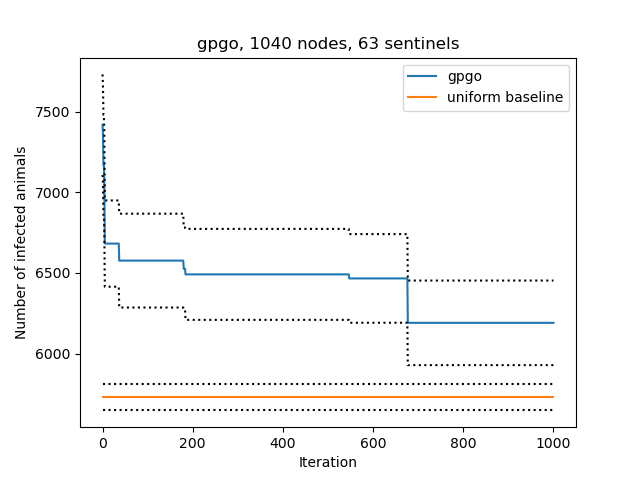 gpgo, 1040 nodes, 63 sentinels
gpgo
uniform baseline
7500
7000
6500
6000
Number of infected animals
0 200 400 600 800 1000
Iteration